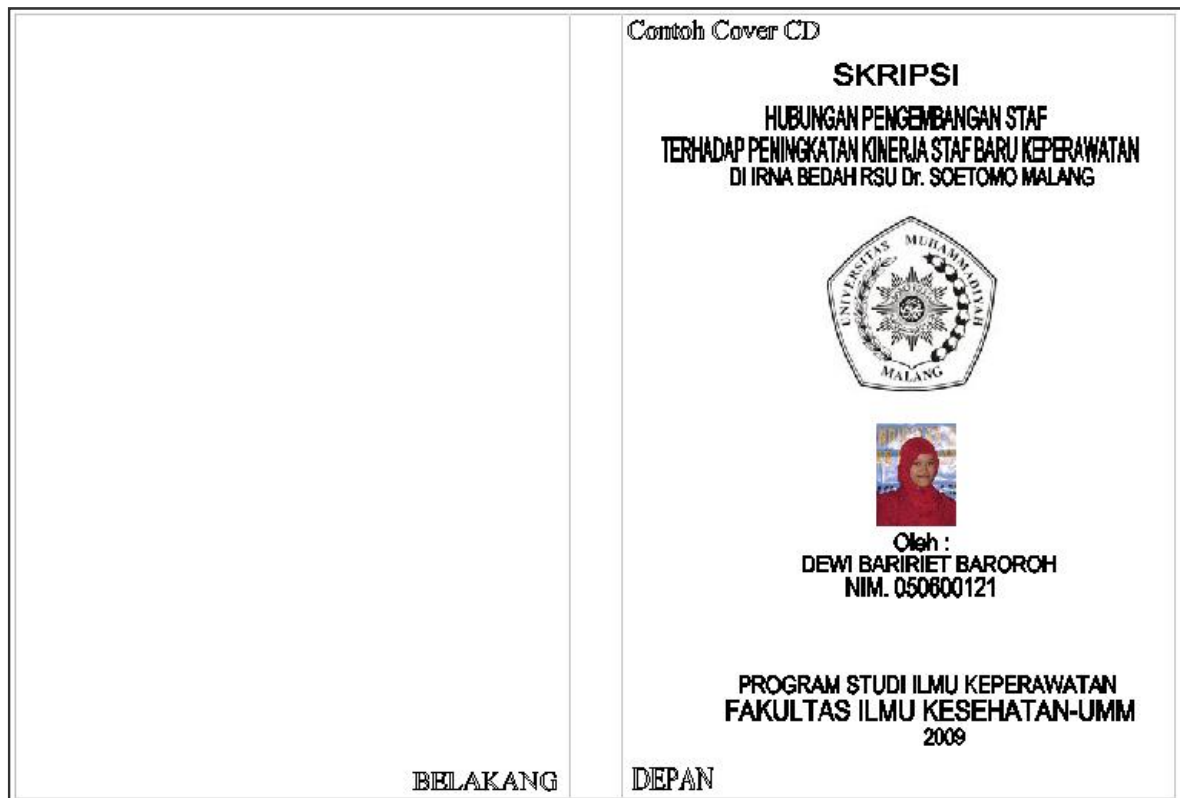 Contoh Cover CD
SKRIPSI
HUBUNGAN PENGEMBANGAN STAF
TERHADAP PENINGKATAN KINERJA STAF BARU KEPERAWATAN
DI IRNA BEDAH RSU Dr. SOETOMO MALANG
UNIVERSITAS MUHAMMADIYAH
MALANG
Oleh :
DEWI BARIRIET BAROROH
NIM. 050600121
PROGRAM STUDI ILMU KEPERAWATAN
FAKULTAS ILMU KESEHATAN-UMM
2009
BELAKANG
DEPAN